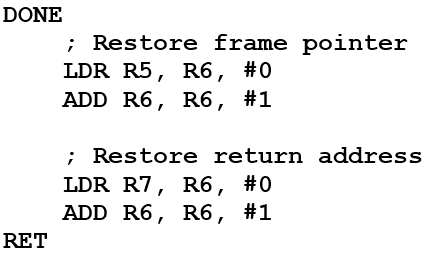 DONE
    ; Restore frame pointer
    LDR R5, R6, #0
    ADD R6, R6, #1

    ; Restore return address
    LDR R7, R6, #0
    ADD R6, R6, #1
RET